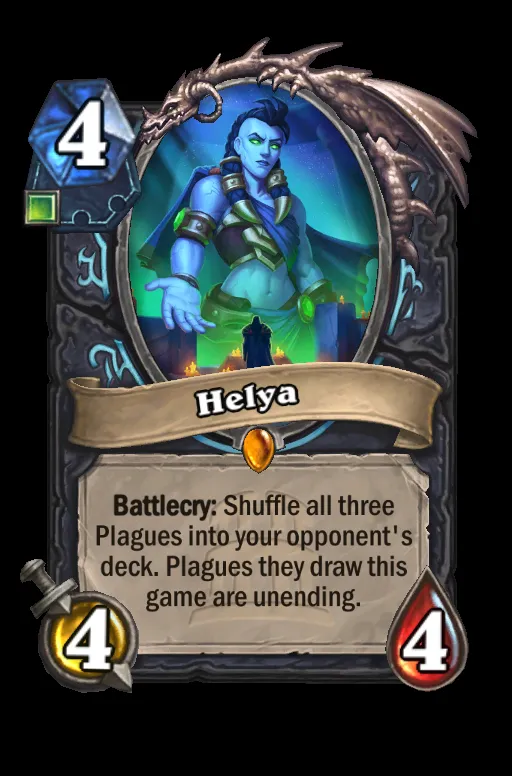 4
Helya
Battlecry: Shuffle all three
Plagues into your opponent's
deck. Plagues they draw this
game are unending.
4
4